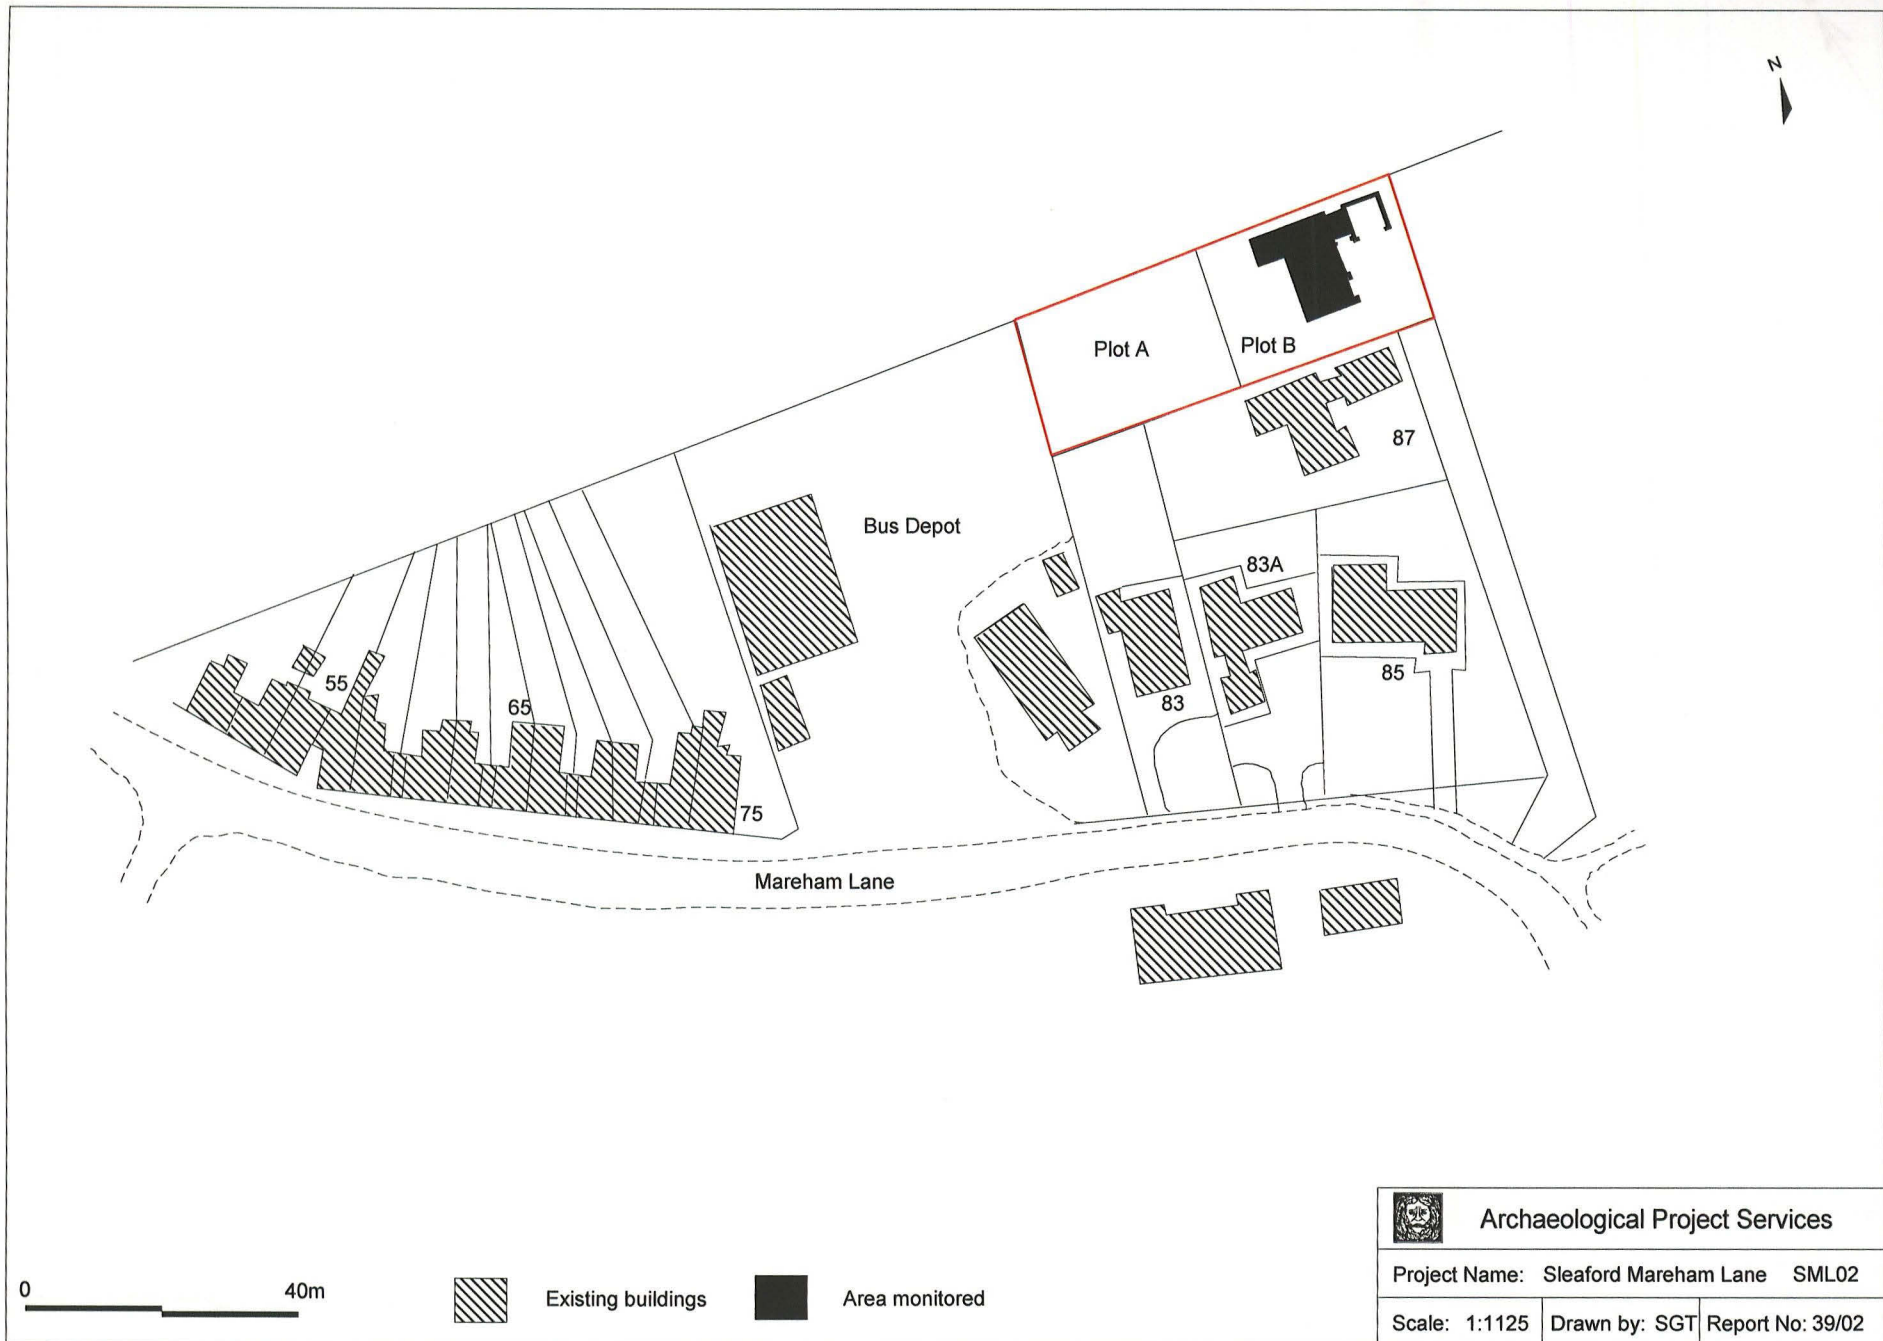 N
Plot A
Plot B
87
Bus Depot
83A
55
65
85
83
75
Mareham Lane
0 40m
Existing buildings
Area monitored
Archaeological Project Services
Project Name: Sleaford Mareham Lane SML02
Scale: 1:1125 Drawn by: SGT Report No: 39/02